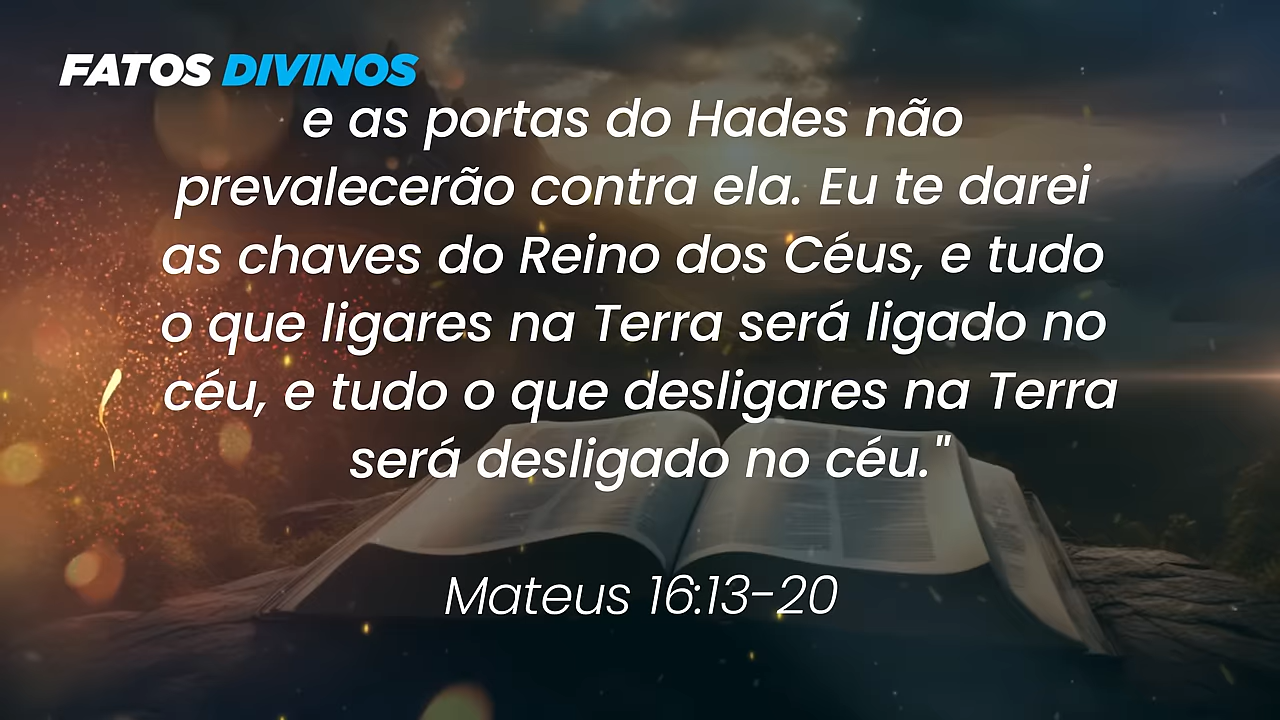 FATOS DIVINOS
e as portas do Hades não
prevalecerão contra ela. Eu te darei
as chaves do Reino dos Céus, e tudo
o que ligares na Terra será ligado no
céu, e tudo o que desligares na Terra
será desligado no céu."
Mateus 16:13-20